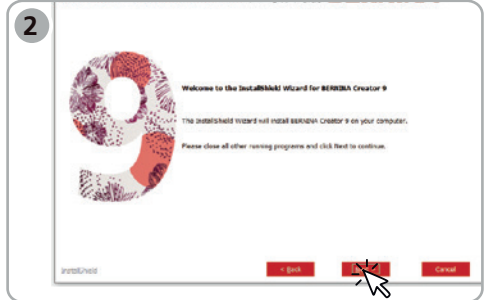 2
9
Welcome to the InstallShield Wizard for BERNINA Creator 9
The InstallShield Wizard will install BERNINA Creator 9 on your computer.
Please close all other running programs and click Next to continue.
InstallShield
< Back
Cancel